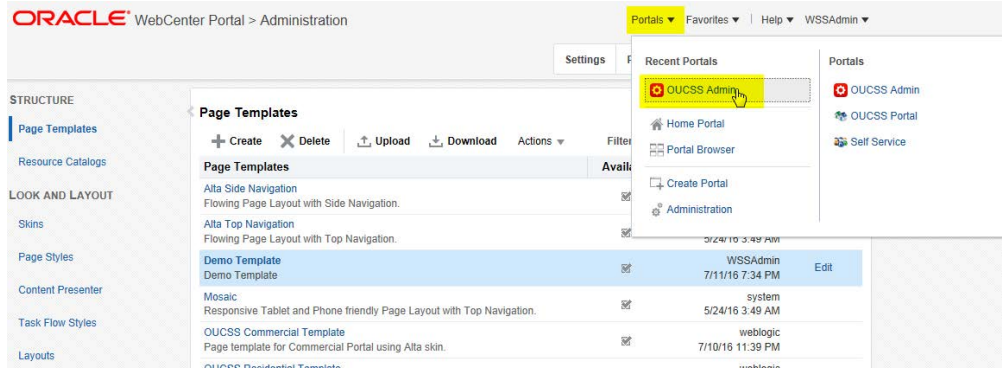 ORACLE® WebCenter Portal > Administration
Portals Favorites Help WSSAdmin
Settings
Recent Portals
OUCSS Admin
Home Portal
Portal Browser
Create Portal
Administration
Portals
OUCSS Admin
OUCSS Portal
Self Service
STRUCTURE
Page Templates
Resource Catalogs
LOOK AND LAYOUT
Skins
Page Styles
Content Presenter
Task Flow Styles
Layouts
Page Templates
Create Delete Upload Download Actions Filter
Page Templates
Alta Side Navigation
Flowing Page Layout with Side Navigation.
Alta Top Navigation
Flowing Page Layout with Top Navigation. 5/24/16 3:49 AM
Demo Template WSSAdmin
Demo Template 7/11/16 7:34 PM Edit
Mosaic system
Responsive Tablet and Phone friendly Page Layout with Top Navigation. 5/24/16 3:49 AM
OUCSS Commercial Template weblogic
Page template for Commercial Portal using Alta skin. 7/10/16 11:39 PM
OUCSS Residential Template weblogic